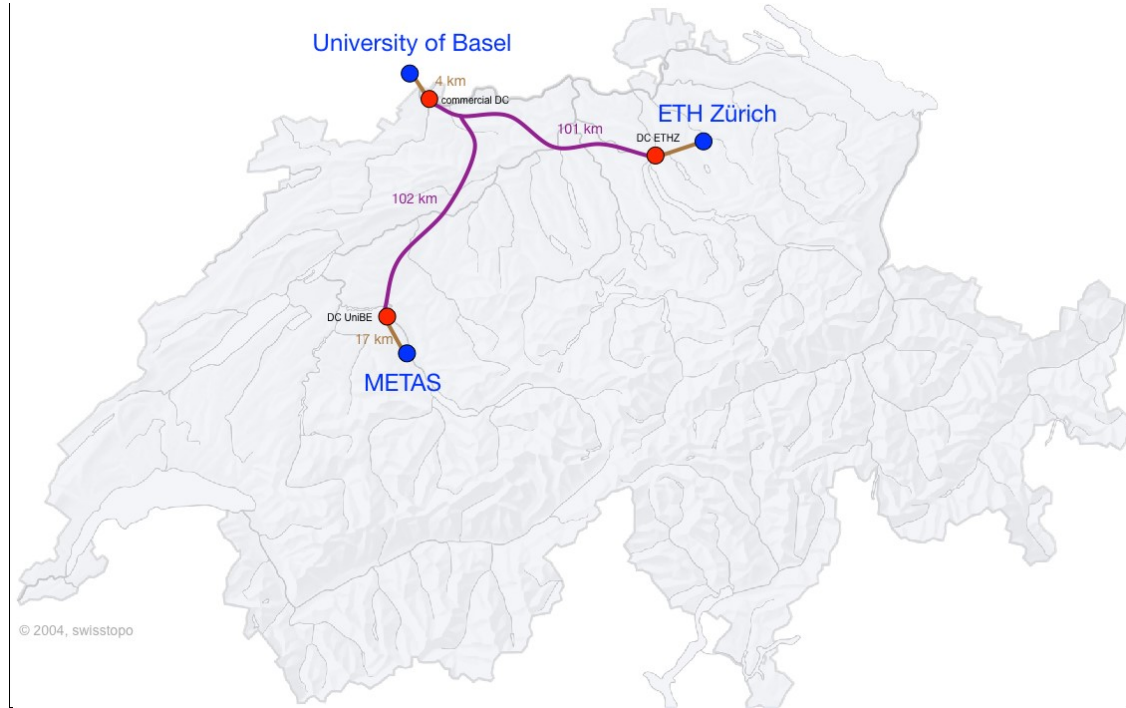 University of Basel
4 km
commercial DC
ETH Zürich
101 km
DC ETHZ
102 km
DC UniBE
17 km
METAS
© 2004, swisstopo